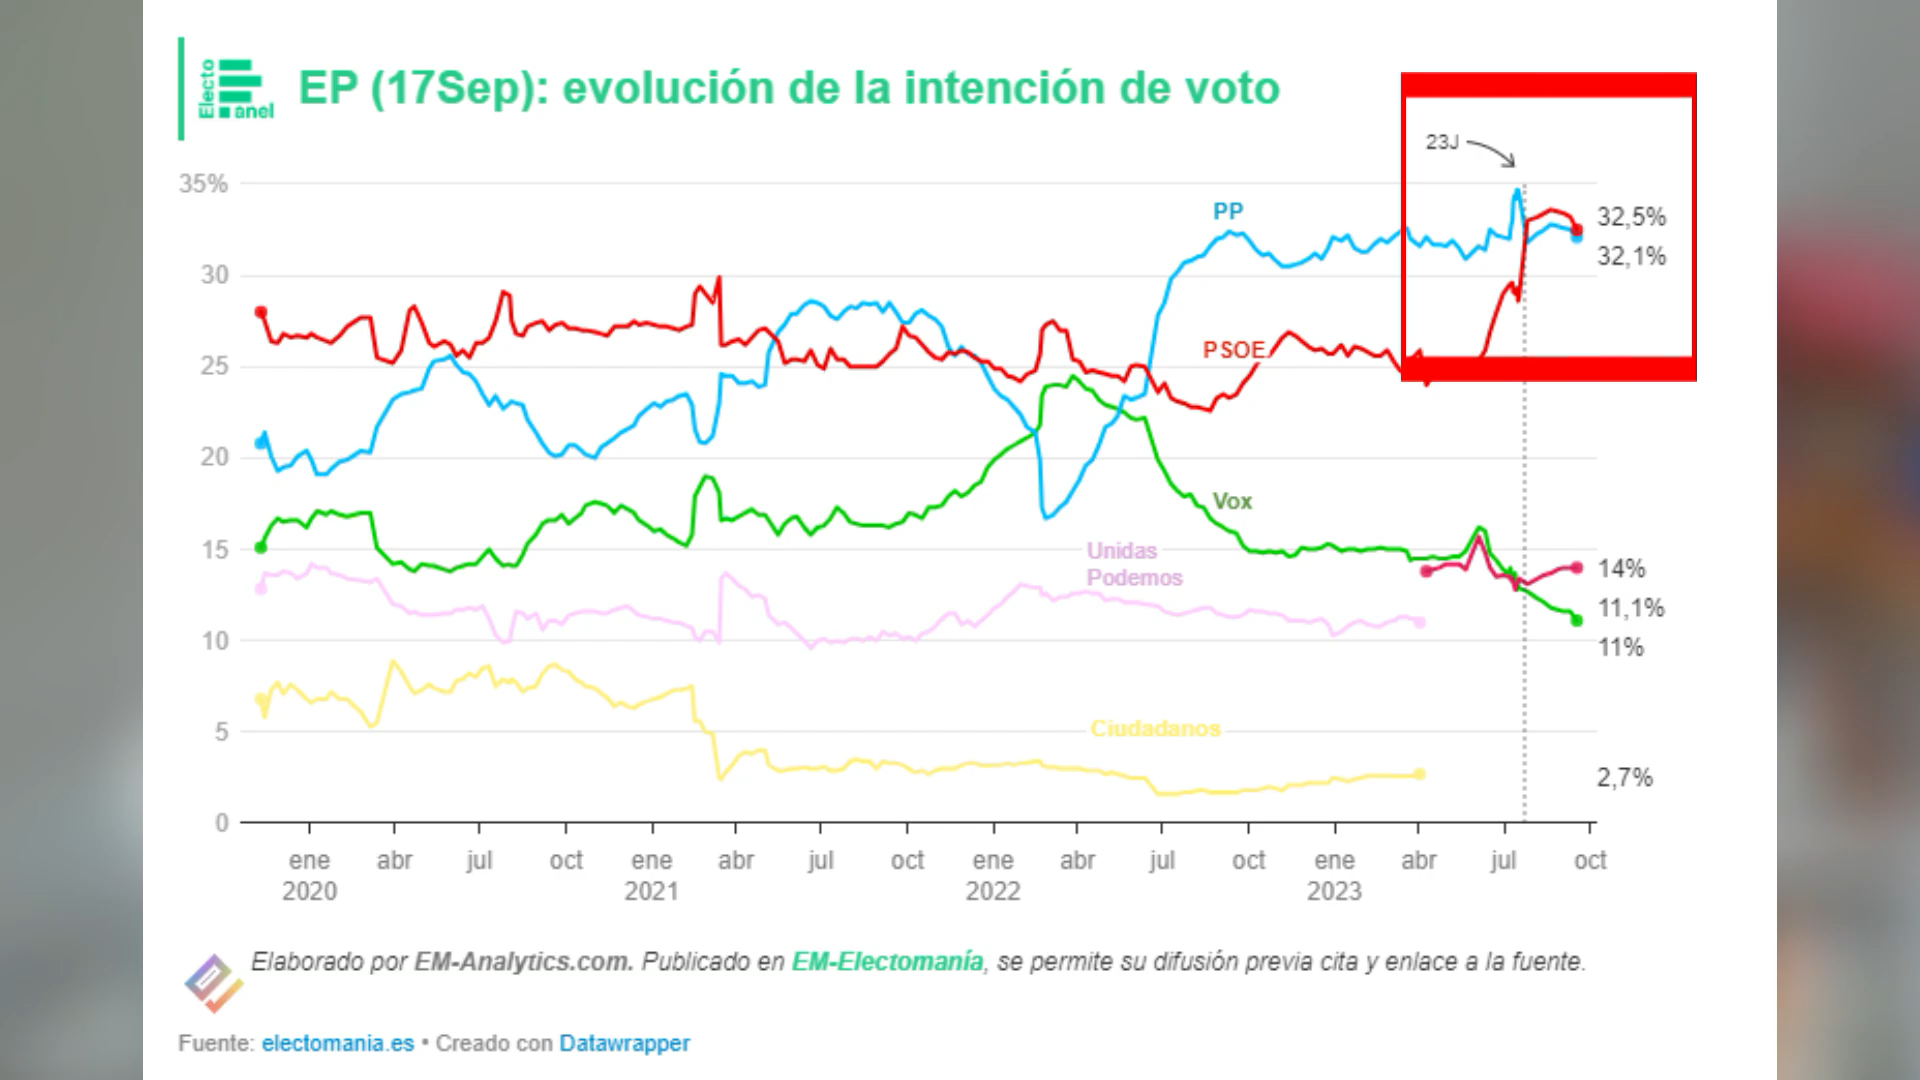 Electo
Panel
EP (17Sep): evolución de la intención de voto
23J
35%
30
25
20
15
10
5
0
PP
PSOE
Vox
Unidas
Podemos
Ciudadanos
32,5%
32,1%
14%
11,1%
11%
2,7%
ene abr jul oct ene abr jul oct ene abr jul oct ene abr jul oct
2020 2021 2022 2023
Elaborado por EM-Analytics.com. Publicado en EM-Electomanía, se permite su difusión previa cita y enlace a la fuente.
Fuente: electomania.es • Creado con Datawrapper